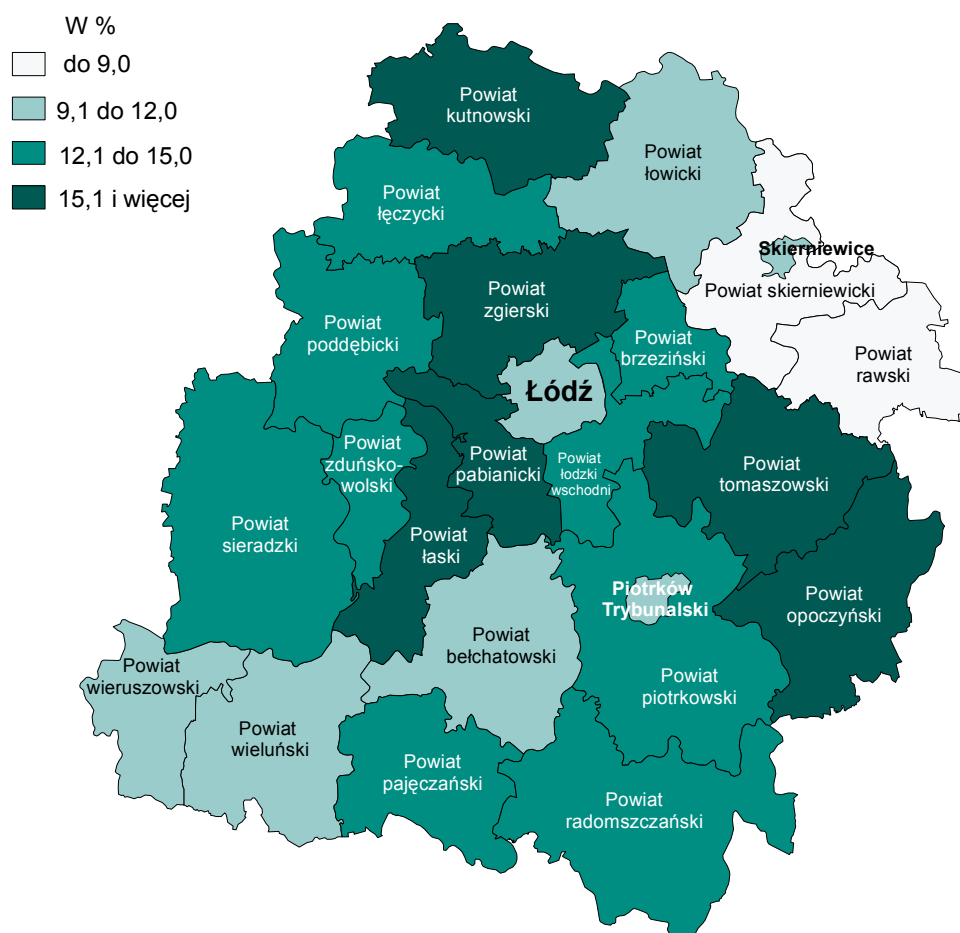 W %
do 9,0
9,1 do 12,0
12,1 do 15,0
15,1 i więcej
Powiat
kutnowski
Powiat
łowicki
Powiat
łęczycki
Skierniewice
Powiat skierniewicki
Powiat
zgierski
Powiat
poddębicki
Powiat
brzeziński
Powiat
rawski
Łódź
Powiat
zduńsko-
wolski
Powiat
pabianicki
Powiat
łodzki
wschodni
Powiat
tomaszowski
Powiat
sieradzki
Powiat
łaski
Piotrków
Trybunalski
Powiat
opoczyński
Powiat
bełchatowski
Powiat
wieruszowski
Powiat
piotrkowski
Powiat
wieluński
Powiat
pajęczański
Powiat
radomszczański